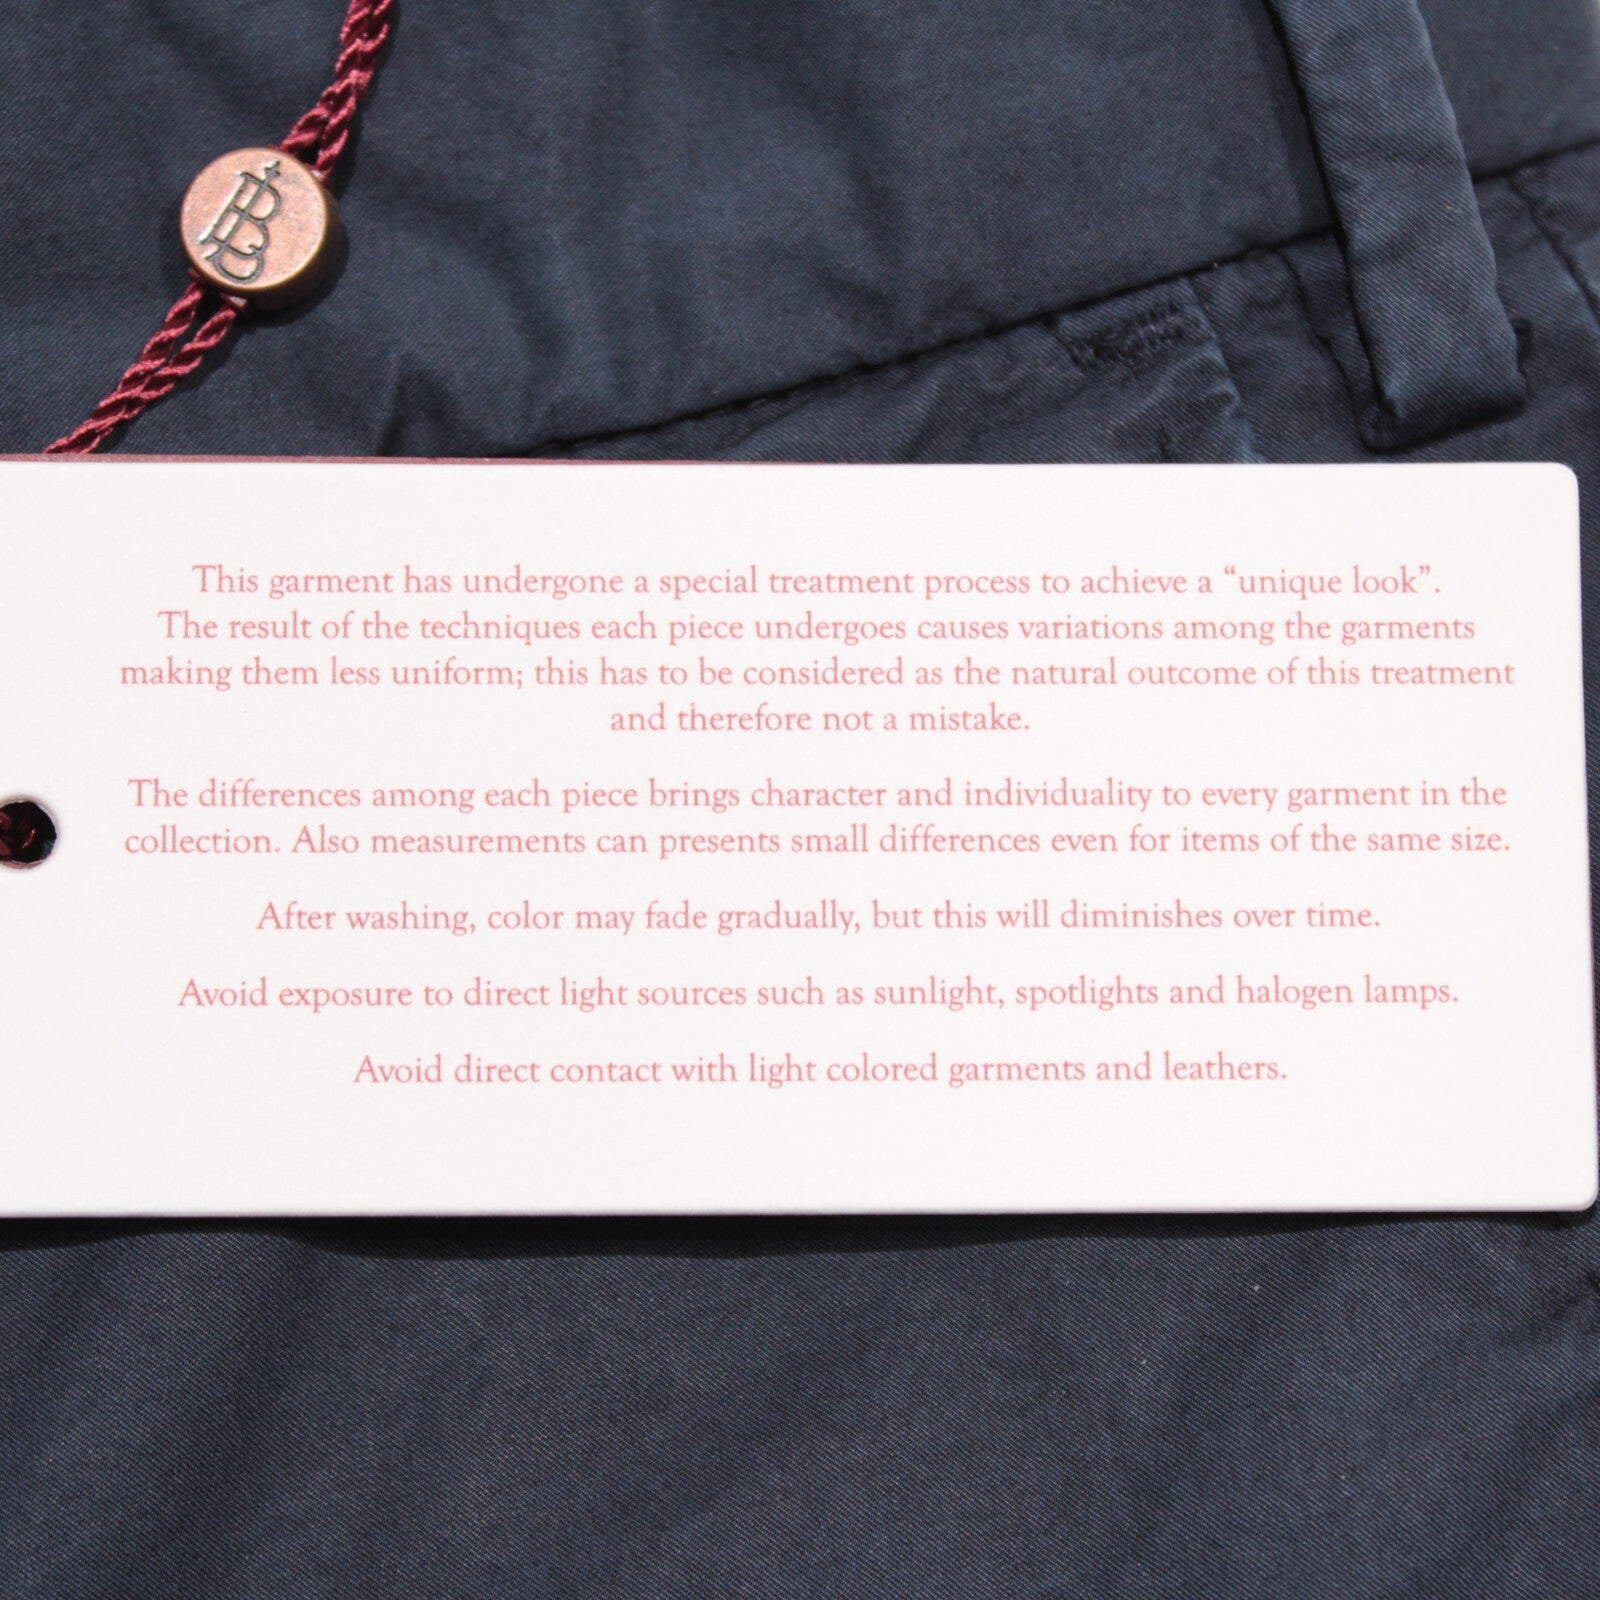 This garment has undergone a special treatment process to achieve a “unique look”.
The result of the techniques each piece undergoes causes variations among the garments
making them less uniform; this has to be considered as the natural outcome of this treatment
and therefore not a mistake.
The differences among each piece brings character and individuality to every garment in the
collection. Also measurements can presents small differences even for items of the same size.
After washing, color may fade gradually, but this will diminishes over time.
Avoid exposure to direct light sources such as sunlight, spotlights and halogen lamps.
Avoid direct contact with light colored garments and leathers.